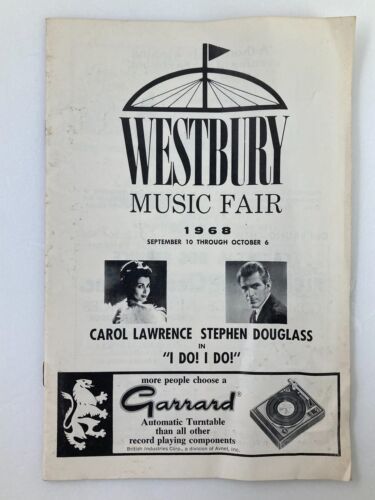 WESTBURY
MUSIC FAIR
1968
SEPTEMBER 10 THROUGH OCTOBER 6
CAROL LAWRENCE STEPHEN DOUGLASS
IN
"I DO! I DO!"
more people choose a
Garrard®
Automatic Turntable
than all other
record playing components
British Industries Corp., a division of Avnet, Inc.